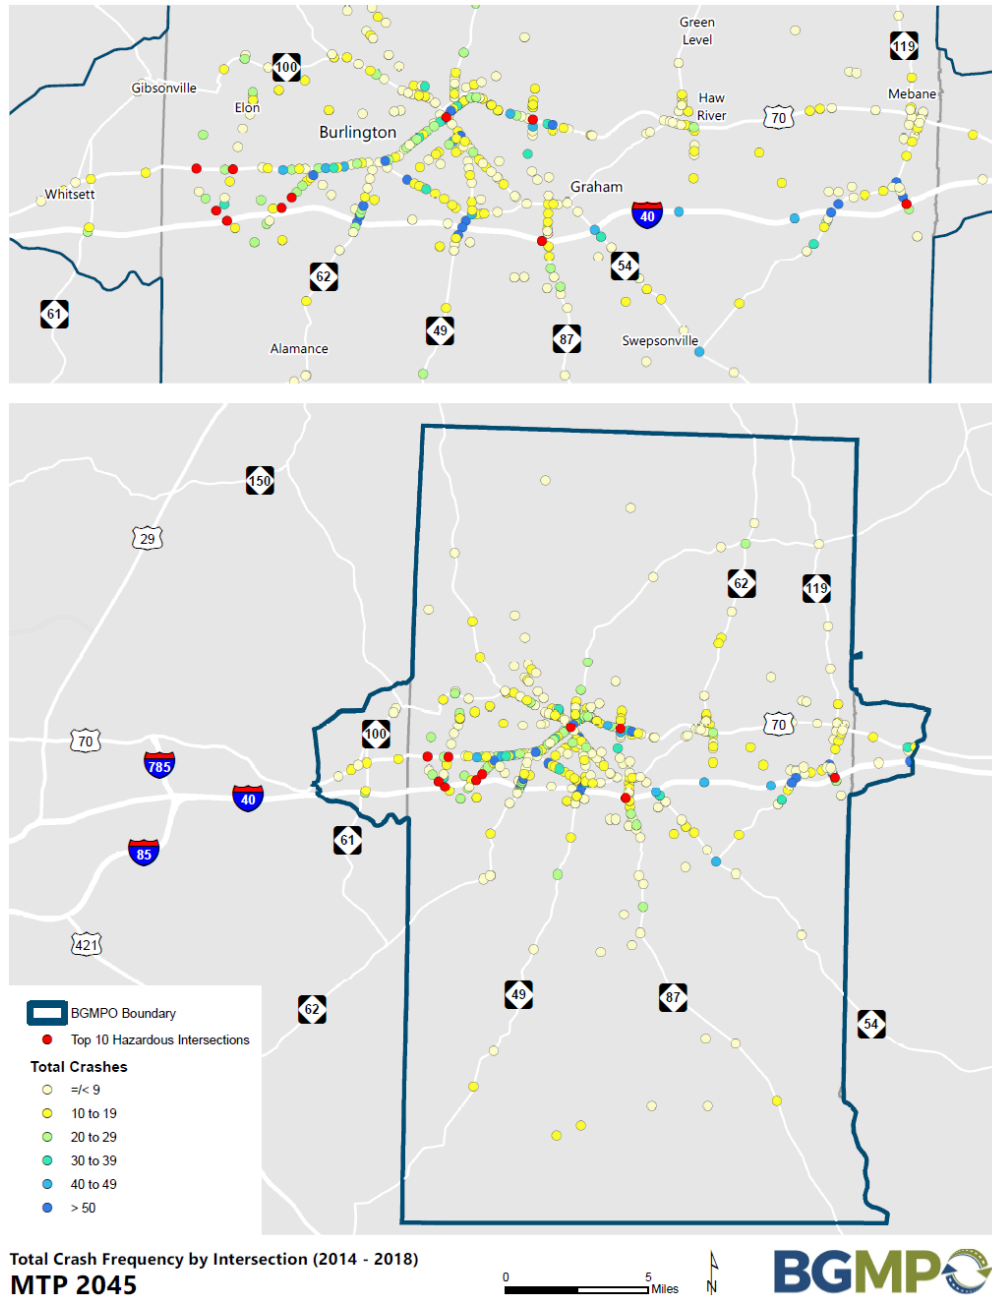 Green
Level
119
100
Gibsonville
Mebane
Elon
Haw
River
70
Burlington
Graham
Whitsett
40
54
62
61
49
87
Swepsonville
Alamance
150
29
62
119
70
100
70
785
40
61
85
421
49
87
62
54
BGMPO Boundary
Top 10 Hazardous Intersections
Total Crashes
=/< 9
10 to 19
20 to 29
30 to 39
40 to 49
> 50
Total Crash Frequency by Intersection (2014 - 2018)
MTP 2045
0
5
Miles
N
BGMPO